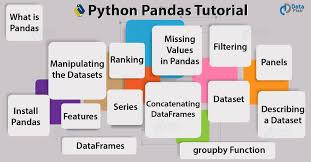 Python Pandas Tutorial
Data
Flair
What is
Pandas
Manipulating
the Datasets
Ranking
Missing
Values
in Pandas
Filtering
Panels
Install
Pandas
Features
Series
Concatenating
DataFrames
Dataset
Describing
a Dataset
DataFrames
groupby Function